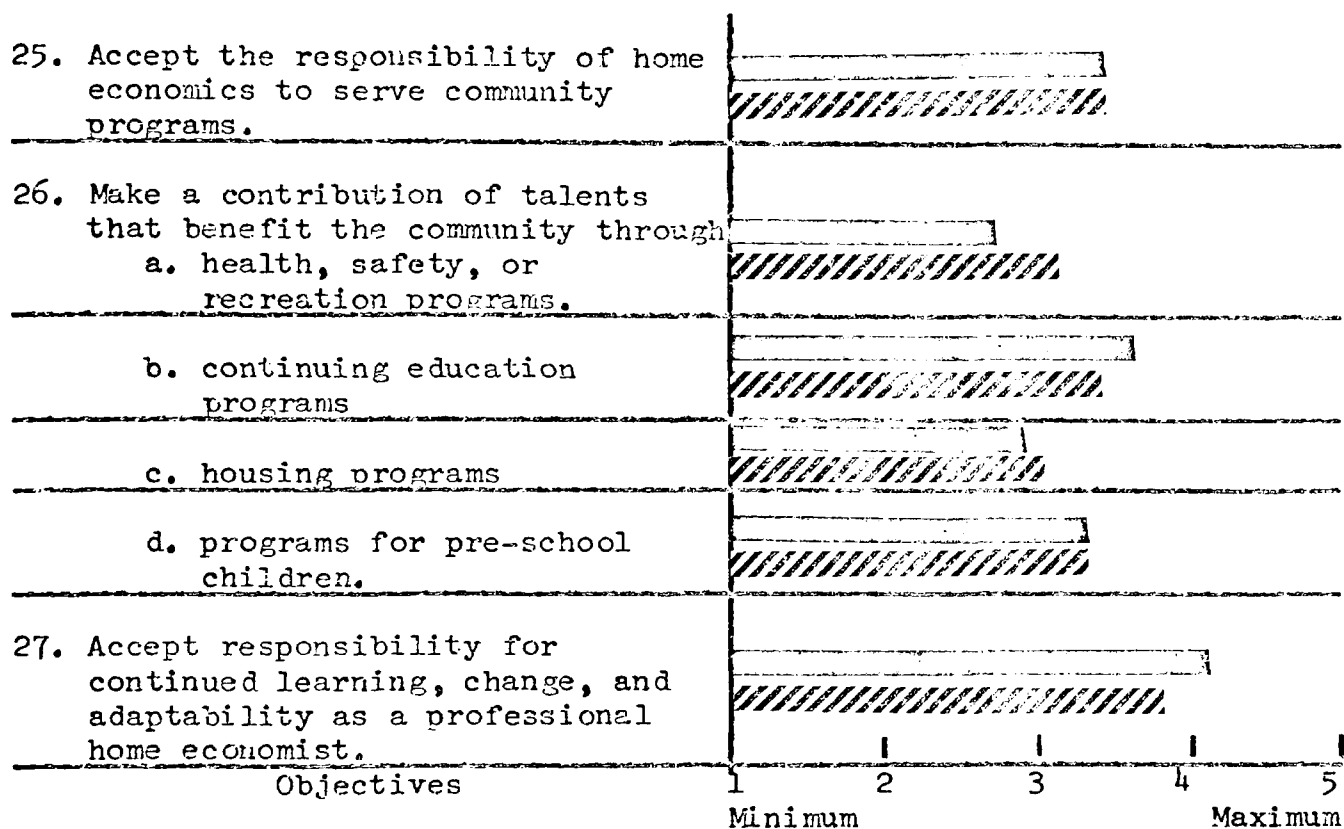 25. Accept the responsibility of home
economics to serve community
programs.
26. Make a contribution of talents
that benefit the community through
a. health, safety, or
recreation programs.
b. continuing education
programs
c. housing programs
d. programs for pre-school
children.
27. Accept responsibility for
continued learning, change, and
adaptability as a professional
home economist.
Objectives
1 2 3 4 5
Minimum Maximum